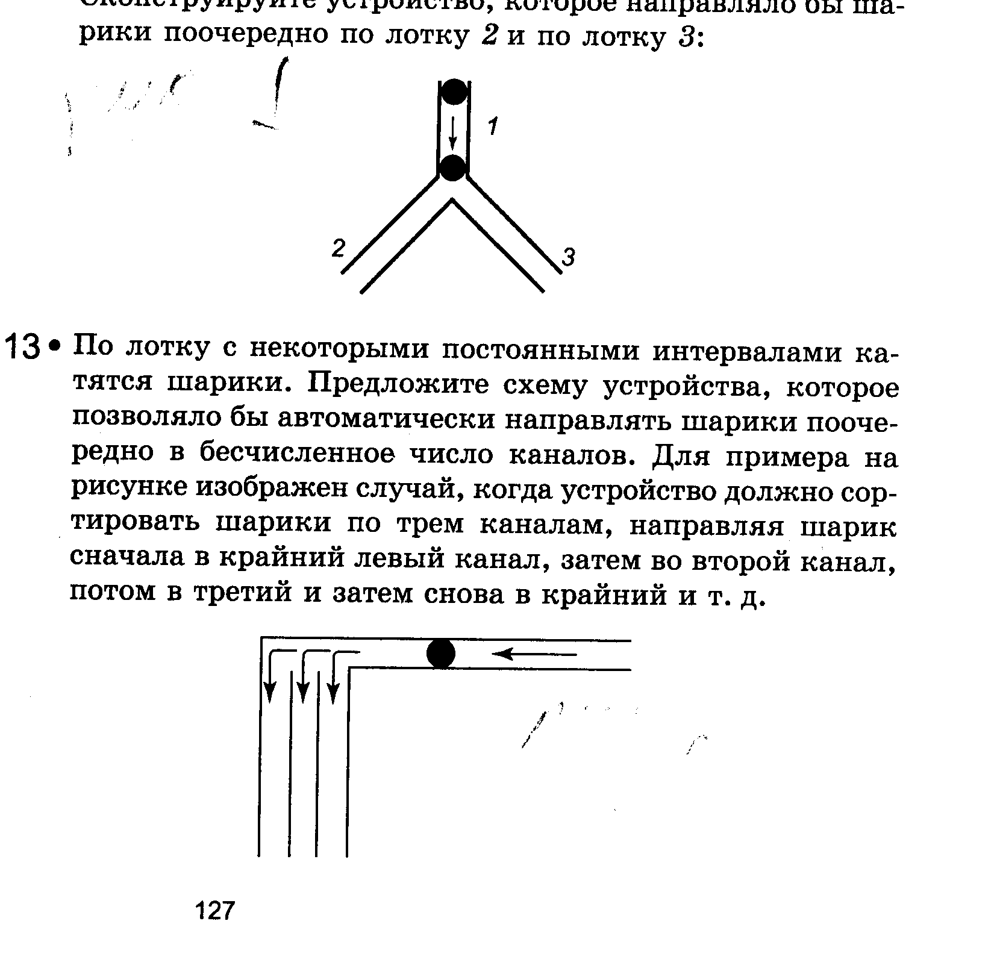 Сконструируйте устройство, которое направляло бы ша-
рики поочередно по лотку 2 и по лотку 3:
1
2
3
13• По лотку с некоторыми постоянными интервалами ка-
тятся шарики. Предложите схему устройства, которое
позволяло бы автоматически направлять шарики пооче-
редно в бесчисленное число каналов. Для примера на
рисунке изображен случай, когда устройство должно сор-
тировать шарики по трем каналам, направляя шарик
сначала в крайний левый канал, затем во второй канал,
потом в третий и затем снова в крайний и т. д.
127